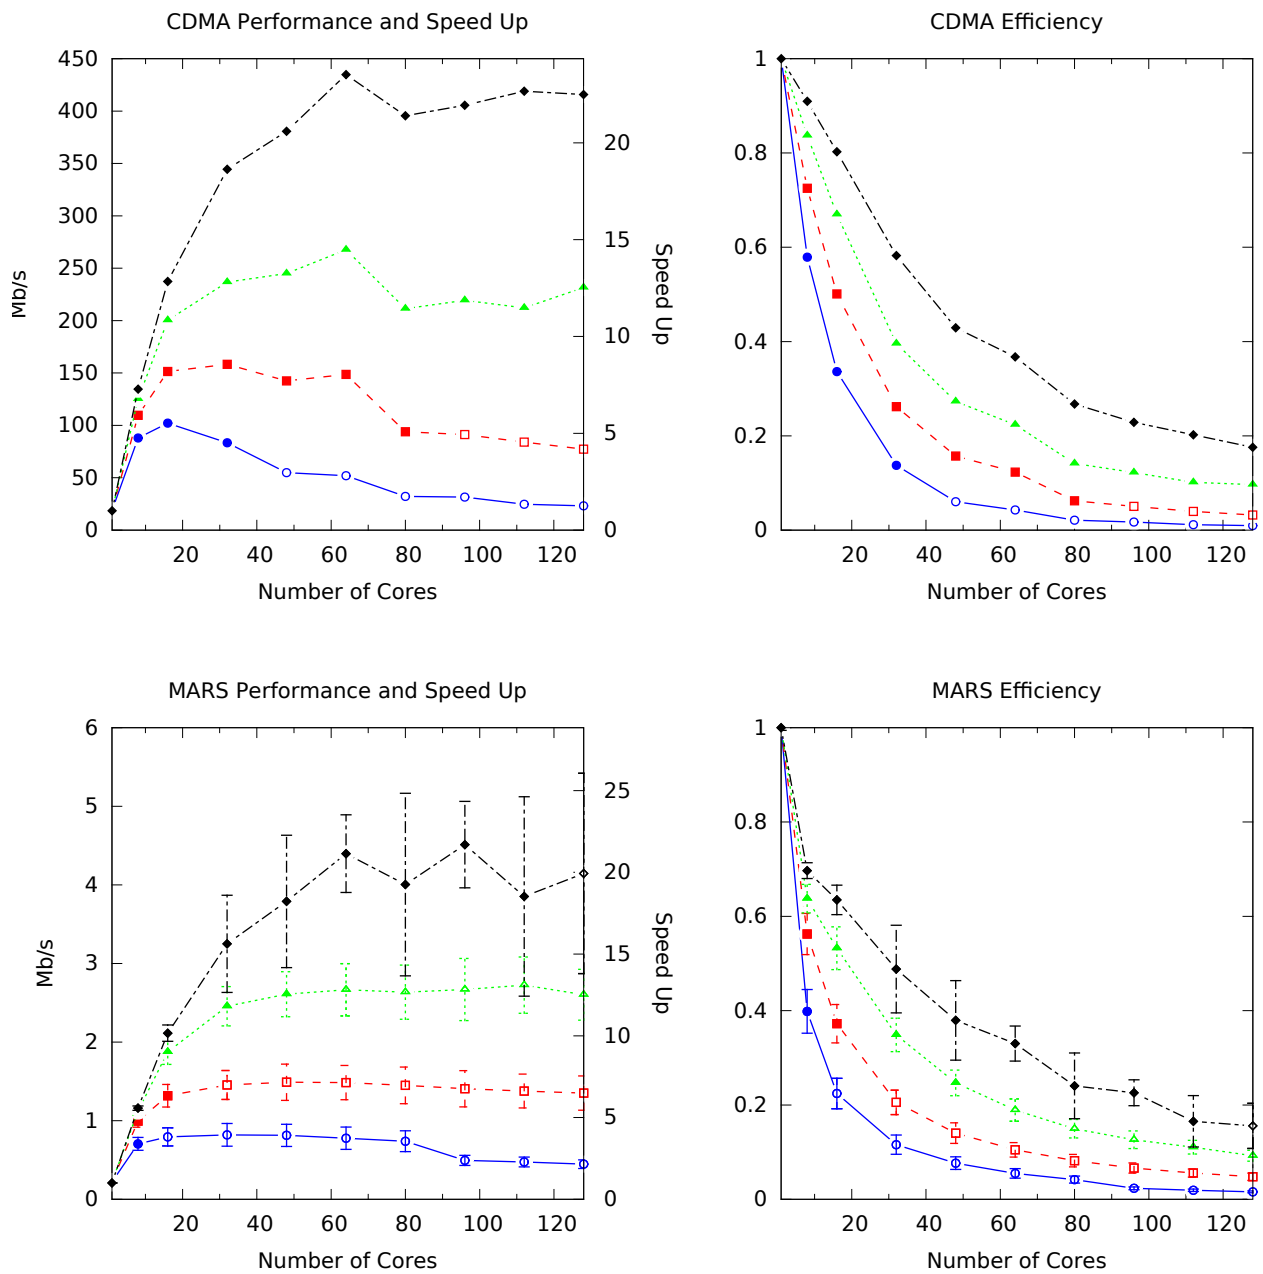 CDMA Performance and Speed Up
450
400
350
300
250
200
150
100
50
0
Mb/s
20
15
10
5
0
Speed Up
20 40 60 80 100 120
Number of Cores
CDMA Efficiency
1
0.8
0.6
0.4
0.2
0
20 40 60 80 100 120
Number of Cores
MARS Performance and Speed Up
6
5
4
3
2
1
0
Mb/s
25
20
15
10
5
0
Speed Up
20 40 60 80 100 120
Number of Cores
MARS Efficiency
1
0.8
0.6
0.4
0.2
0
20 40 60 80 100 120
Number of Cores